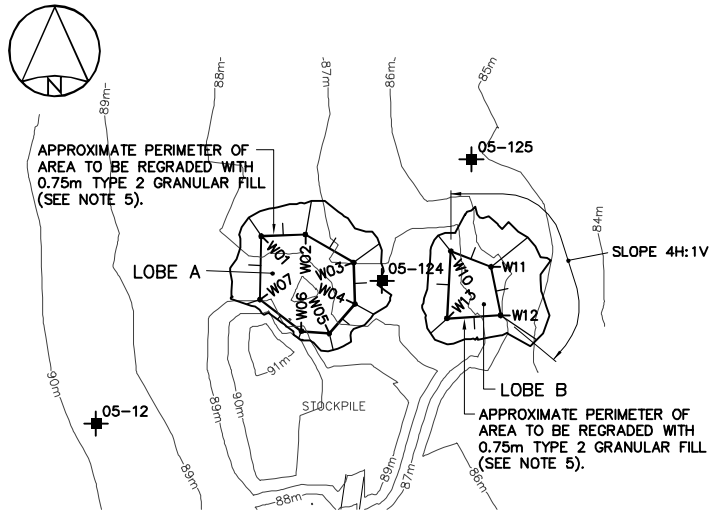 N
89m
88m
87m
86m
85m
APPROXIMATE PERIMETER OF
AREA TO BE REGRADED WITH
0.75m TYPE 2 GRANULAR FILL
(SEE NOTE 5).
05-125
84m
SLOPE 4H:1V
W01
W02
W03
W04
W05
W06
W07
LOBE A
05-124
W10
W11
W12
W13
91m
90m
89m
90m
05-12
STOCKPILE
LOBE B
APPROXIMATE PERIMETER OF
AREA TO BE REGRADED WITH
0.75m TYPE 2 GRANULAR FILL
(SEE NOTE 5).
89m
88m
89m
87m
86m